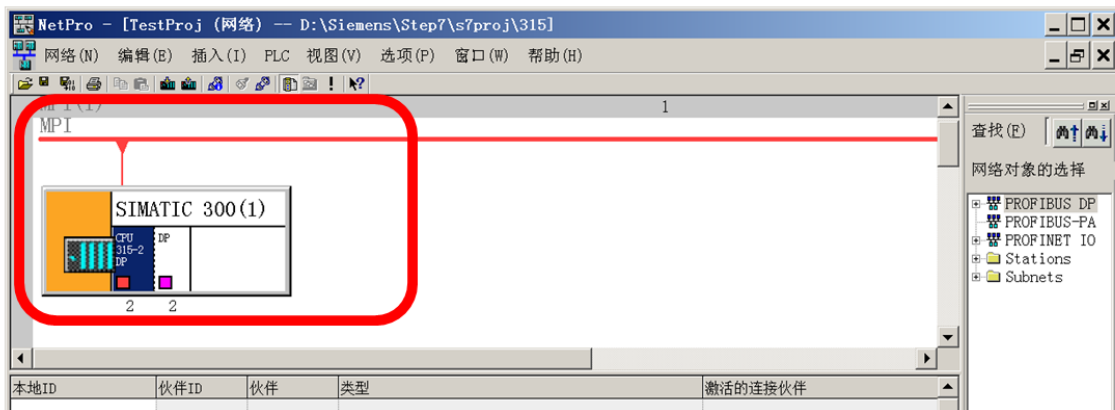 NetPro - [TestProj (网络) -- D:\Siemens\Step7\s7proj\315]
网络(N) 编辑(E) 插入(I) PLC 视图(V) 选项(P) 窗口(W) 帮助(H)
MPI(1) 1
MPI
SIMATIC 300(1)
CPU 315-2 DP
DP
2 2
查找(F)
网络对象的选择
PROFIBUS DP
PROFIBUS-PA
PROFINET IO
Stations
Subnets
本地ID 伙伴ID 伙伴 类型 激活的连接伙伴